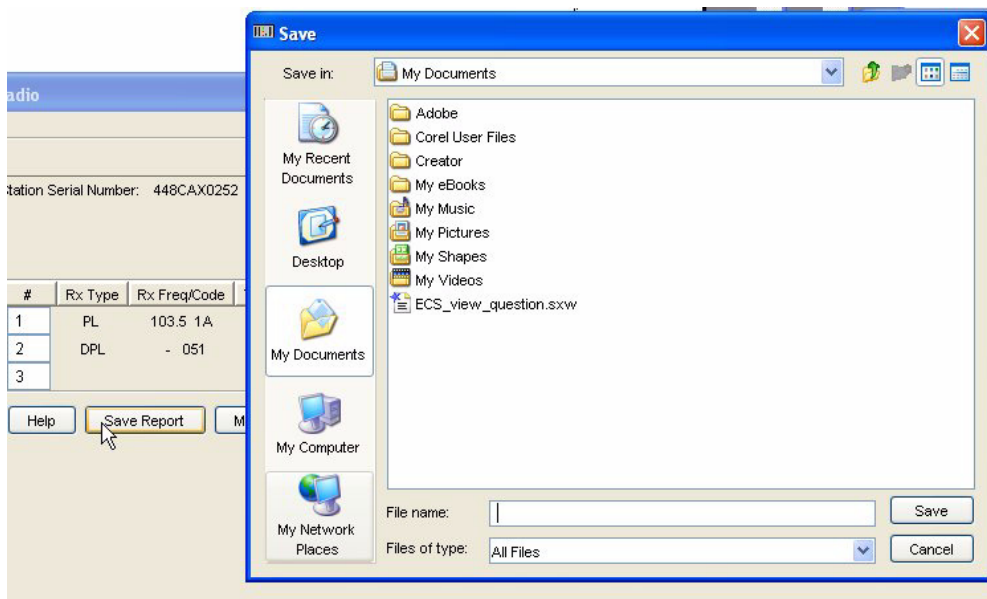 Save
Save in: My Documents
adio
Station Serial Number: 448CAX0252
# Rx Type Rx Freq/Code
1 PL 103.5 1A
2 DPL - 051
3
Help Save Report M
My Recent Documents
Desktop
My Documents
My Computer
My Network Places
Adobe
Corel User Files
Creator
My eBooks
My Music
My Pictures
My Shapes
My Videos
ECS_view_question.sxw
File name: Save
Files of type: All Files Cancel